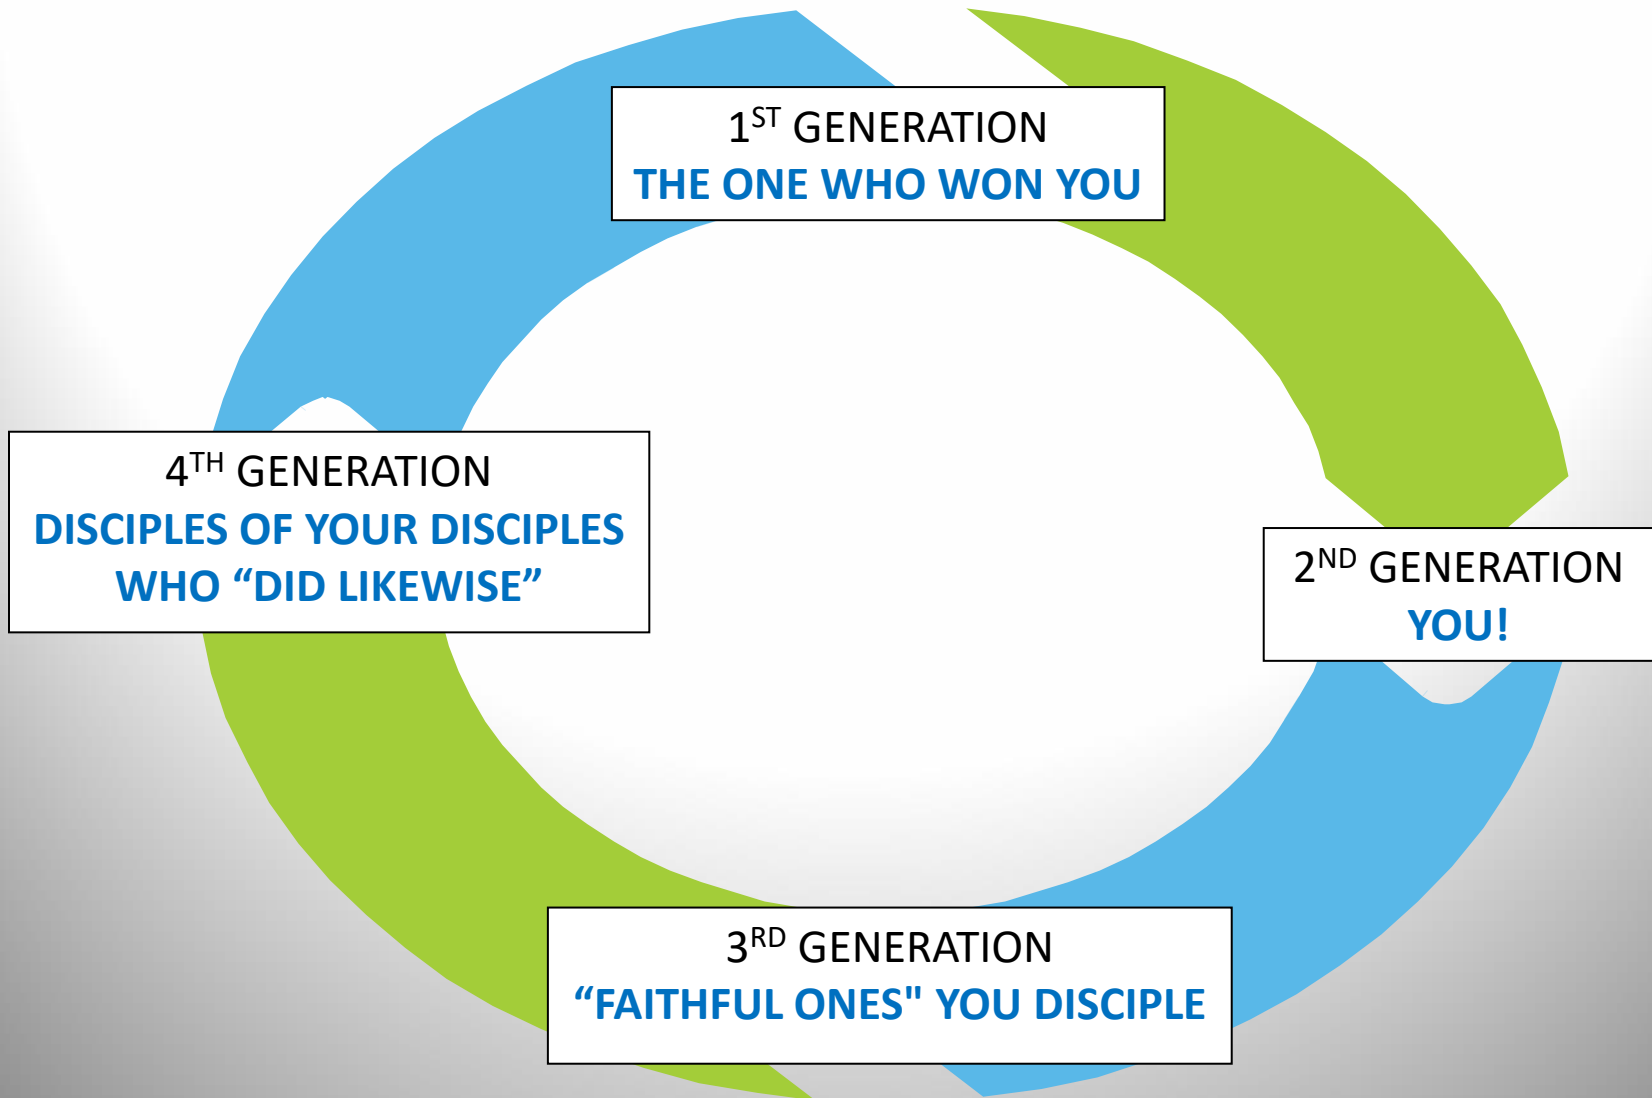 1ST GENERATION
THE ONE WHO WON YOU
2ND GENERATION
YOU!
3RD GENERATION
“FAITHFUL ONES" YOU DISCIPLE
4TH GENERATION
DISCIPLES OF YOUR DISCIPLES
WHO “DID LIKEWISE”